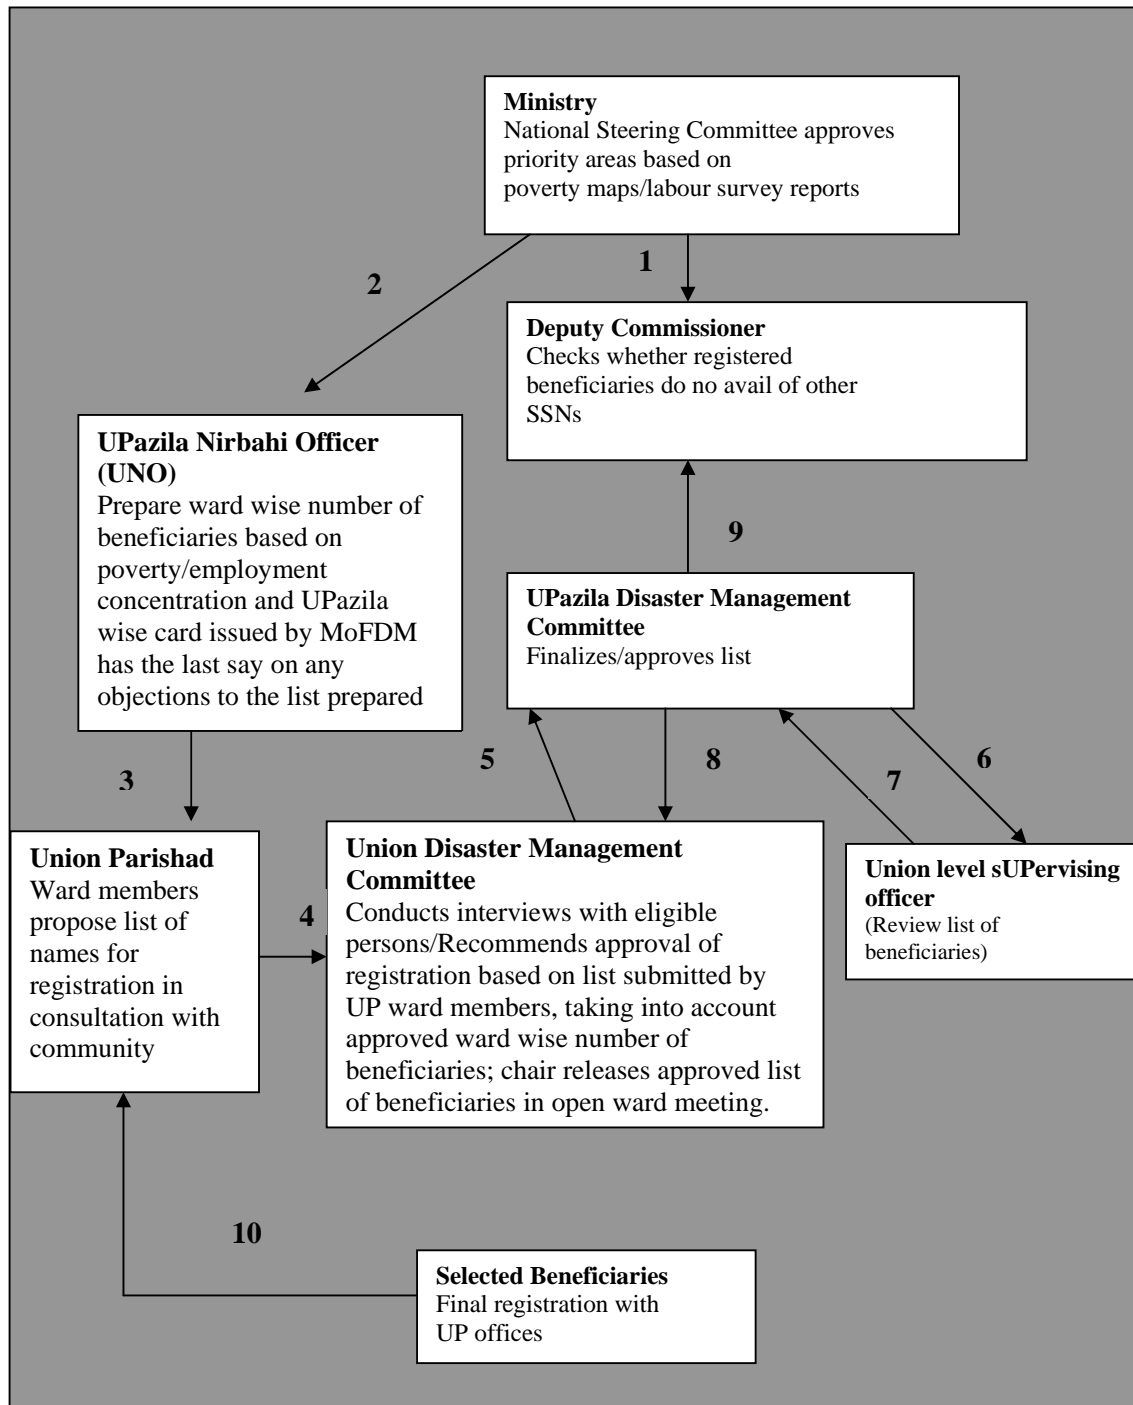 Ministry
National Steering Committee approves
priority areas based on
poverty maps/labour survey reports
1
2
Deputy Commissioner
Checks whether registered
beneficiaries do no avail of other
SSNs
UPazila Nirbahi Officer
(UNO)
Prepare ward wise number of
beneficiaries based on
poverty/employment
concentration and UPazila
wise card issued by MoFDM
has the last say on any
objections to the list prepared
9
UPazila Disaster Management
Committee
Finalizes/approves list
3
5
8
7
6
Union Parishad
Ward members
propose list of
names for
registration in
consultation with
community
4
Union Disaster Management
Committee
Conducts interviews with eligible
persons/Recommends approval of
registration based on list submitted by
UP ward members, taking into account
approved ward wise number of
beneficiaries; chair releases approved list
of beneficiaries in open ward meeting.
Union level sUPervising
officer
(Review list of
beneficiaries)
10
Selected Beneficiaries
Final registration with
UP offices